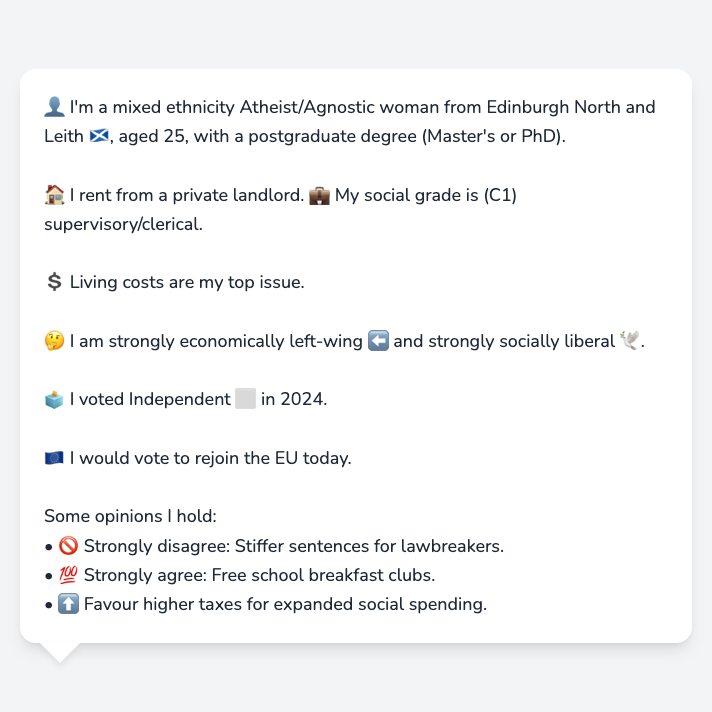 👤 I'm a mixed ethnicity Atheist/Agnostic woman from Edinburgh North and
Leith 🏴󠁧󠁢󠁳󠁣󠁴󠁿, aged 25, with a postgraduate degree (Master's or PhD).
🏠 I rent from a private landlord. 💼 My social grade is (C1)
supervisory/clerical.
💲 Living costs are my top issue.
🤔 I am strongly economically left-wing ⬅️ and strongly socially liberal 🕊️.
🗳️ I voted Independent ⬜ in 2024.
🇪🇺 I would vote to rejoin the EU today.
Some opinions I hold:
• 🚫 Strongly disagree: Stiffer sentences for lawbreakers.
• 💯 Strongly agree: Free school breakfast clubs.
• ⬆️ Favour higher taxes for expanded social spending.